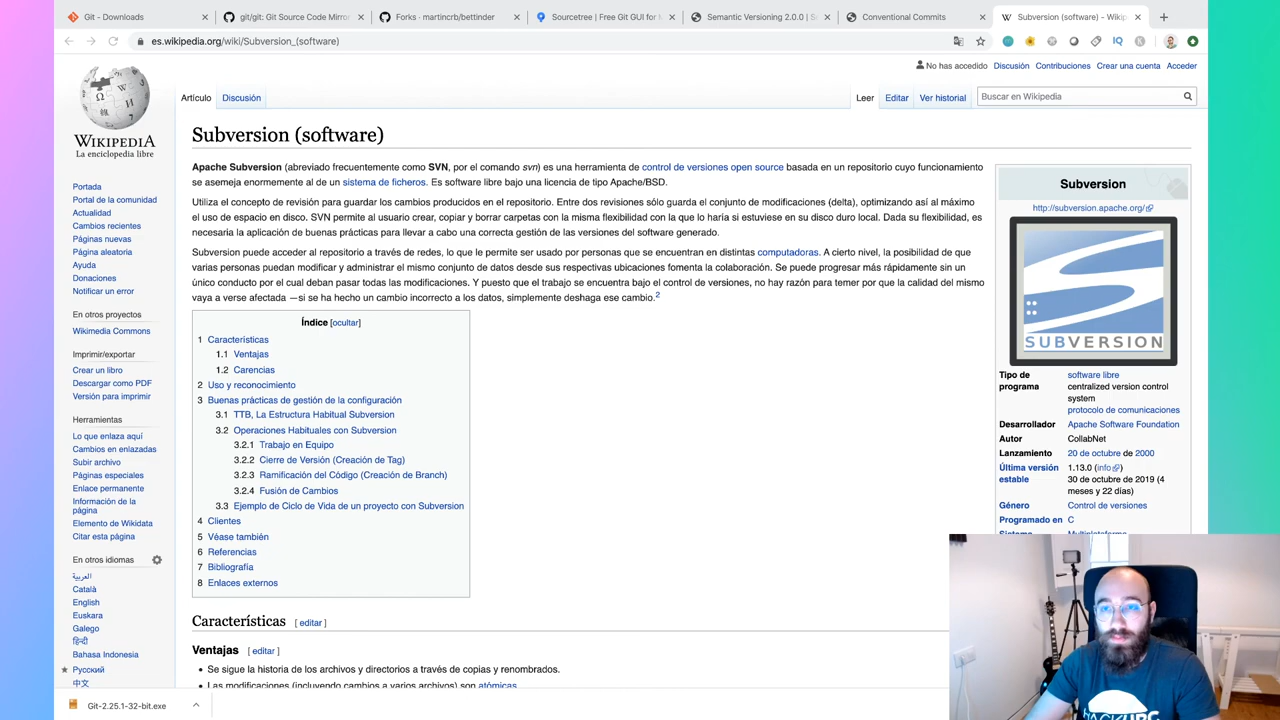 Git - Downloads
git/git: Git Source Code Mirror
Forks · martincrb/bettinder
Sourcetree | Free Git GUI for M
Semantic Versioning 2.0.0 | S
Conventional Commits
Subversion (software) - Wikip
es.wikipedia.org/wiki/Subversion_(software)
No has accedido Discusión Contribuciones Crear una cuenta Acceder
Artículo Discusión Leer Editar Ver historial Buscar en Wikipedia
WIKIPEDIA
La enciclopedia libre
Portada
Portal de la comunidad
Actualidad
Cambios recientes
Páginas nuevas
Página aleatoria
Ayuda
Donaciones
Notificar un error
En otros proyectos
Wikimedia Commons
Imprimir/exportar
Crear un libro
Descargar como PDF
Versión para imprimir
Herramientas
Lo que enlaza aquí
Cambios en enlazadas
Subir archivo
Páginas especiales
Enlace permanente
Información de la
página
Elemento de Wikidata
Citar esta página
En otros idiomas
العربية
Català
English
Euskara
Galego
हिन्दी
Bahasa Indonesia
Русский
中文
Subversion (software)
Apache Subversion (abreviado frecuentemente como SVN, por el comando svn) es una herramienta de control de versiones open source basada en un repositorio cuyo funcionamiento
se asemeja enormemente al de un sistema de ficheros. Es software libre bajo una licencia de tipo Apache/BSD.
Utiliza el concepto de revisión para guardar los cambios producidos en el repositorio. Entre dos revisiones sólo guarda el conjunto de modificaciones (delta), optimizando así al máximo
el uso de espacio en disco. SVN permite al usuario crear, copiar y borrar carpetas con la misma flexibilidad con la que lo haría si estuviese en su disco duro local. Dada su flexibilidad, es
necesaria la aplicación de buenas prácticas para llevar a cabo una correcta gestión de las versiones del software generado.
Subversion puede acceder al repositorio a través de redes, lo que le permite ser usado por personas que se encuentran en distintas computadoras. A cierto nivel, la posibilidad de que
varias personas puedan modificar y administrar el mismo conjunto de datos desde sus respectivas ubicaciones fomenta la colaboración. Se puede progresar más rápidamente sin un
único conducto por el cual deban pasar todas las modificaciones. Y puesto que el trabajo se encuentra bajo el control de versiones, no hay razón para temer por que la calidad del mismo
vaya a verse afectada —si se ha hecho un cambio incorrecto a los datos, simplemente deshaga ese cambio.2
Índice [ocultar]
1 Características
1.1 Ventajas
1.2 Carencias
2 Uso y reconocimiento
3 Buenas prácticas de gestión de la configuración
3.1 TTB, La Estructura Habitual Subversion
3.2 Operaciones Habituales con Subversion
3.2.1 Trabajo en Equipo
3.2.2 Cierre de Versión (Creación de Tag)
3.2.3 Ramificación del Código (Creación de Branch)
3.2.4 Fusión de Cambios
3.3 Ejemplo de Ciclo de Vida de un proyecto con Subversion
4 Clientes
5 Véase también
6 Referencias
7 Bibliografía
8 Enlaces externos
Características [ editar ]
Ventajas [ editar ]
• Se sigue la historia de los archivos y directorios a través de copias y renombrados.
• Las modificaciones (incluyendo cambios a varios archivos) son atómicas.
Subversion
http://subversion.apache.org/
SUBVERSION
Tipo de programa software libre
centralized version control
system
protocolo de comunicaciones
Desarrollador Apache Software Foundation
Autor CollabNet
Lanzamiento 20 de octubre de 2000
Última versión estable 1.13.0 (info)
30 de octubre de 2019 (4
meses y 22 días)
Género Control de versiones
Programado en C
Sistema Multiplataforma
Git-2.25.1-32-bit.exe